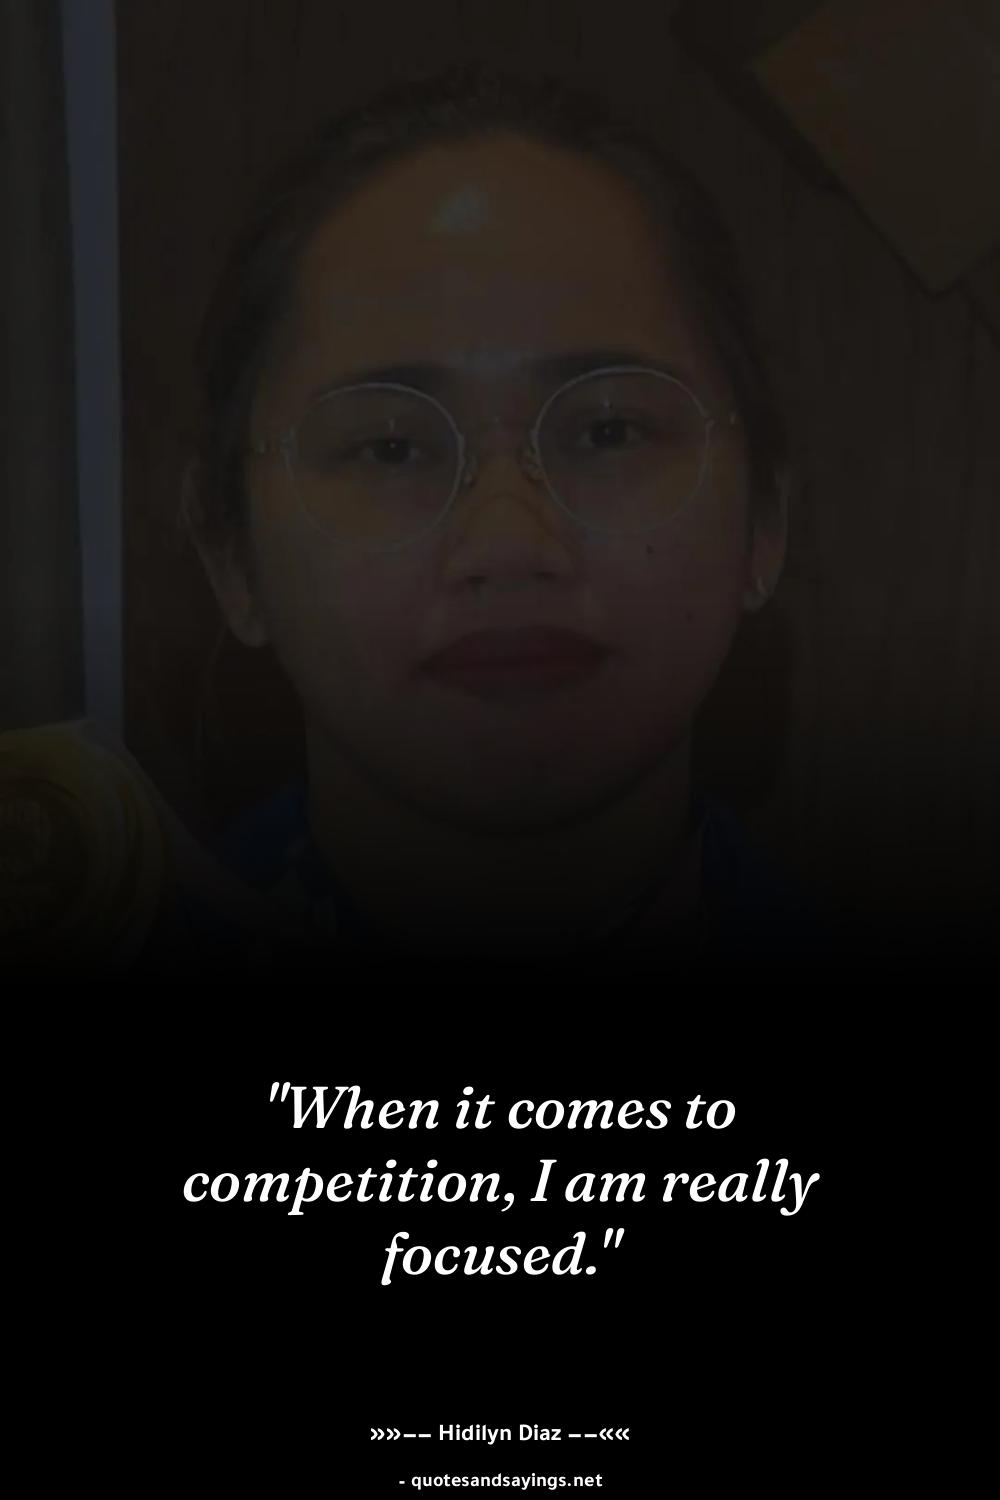 "When it comes to
competition, I am really
focused."
»»–– Hidilyn Diaz ––««
- quotesandsayings.net